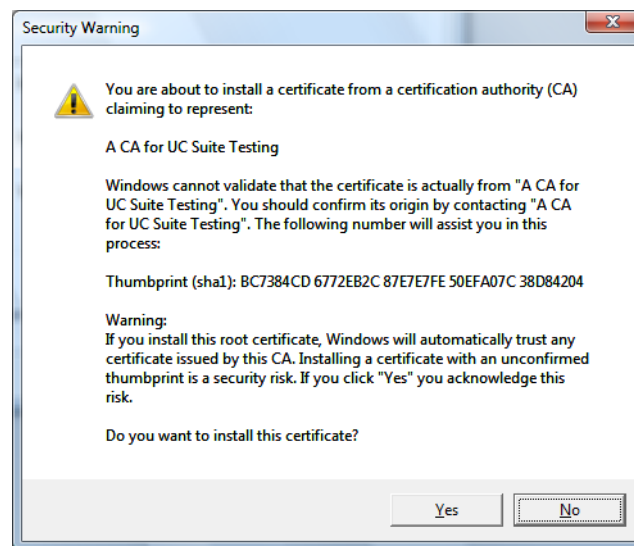 Security Warning
You are about to install a certificate from a certification authority (CA)
claiming to represent:
A CA for UC Suite Testing
Windows cannot validate that the certificate is actually from "A CA for
UC Suite Testing". You should confirm its origin by contacting "A CA
for UC Suite Testing". The following number will assist you in this
process:
Thumbprint (sha1): BC7384CD 6772EB2C 87E7E7FE 50EFA07C 38D84204
Warning:
If you install this root certificate, Windows will automatically trust any
certificate issued by this CA. Installing a certificate with an unconfirmed
thumbprint is a security risk. If you click "Yes" you acknowledge this
risk.
Do you want to install this certificate?
Yes No